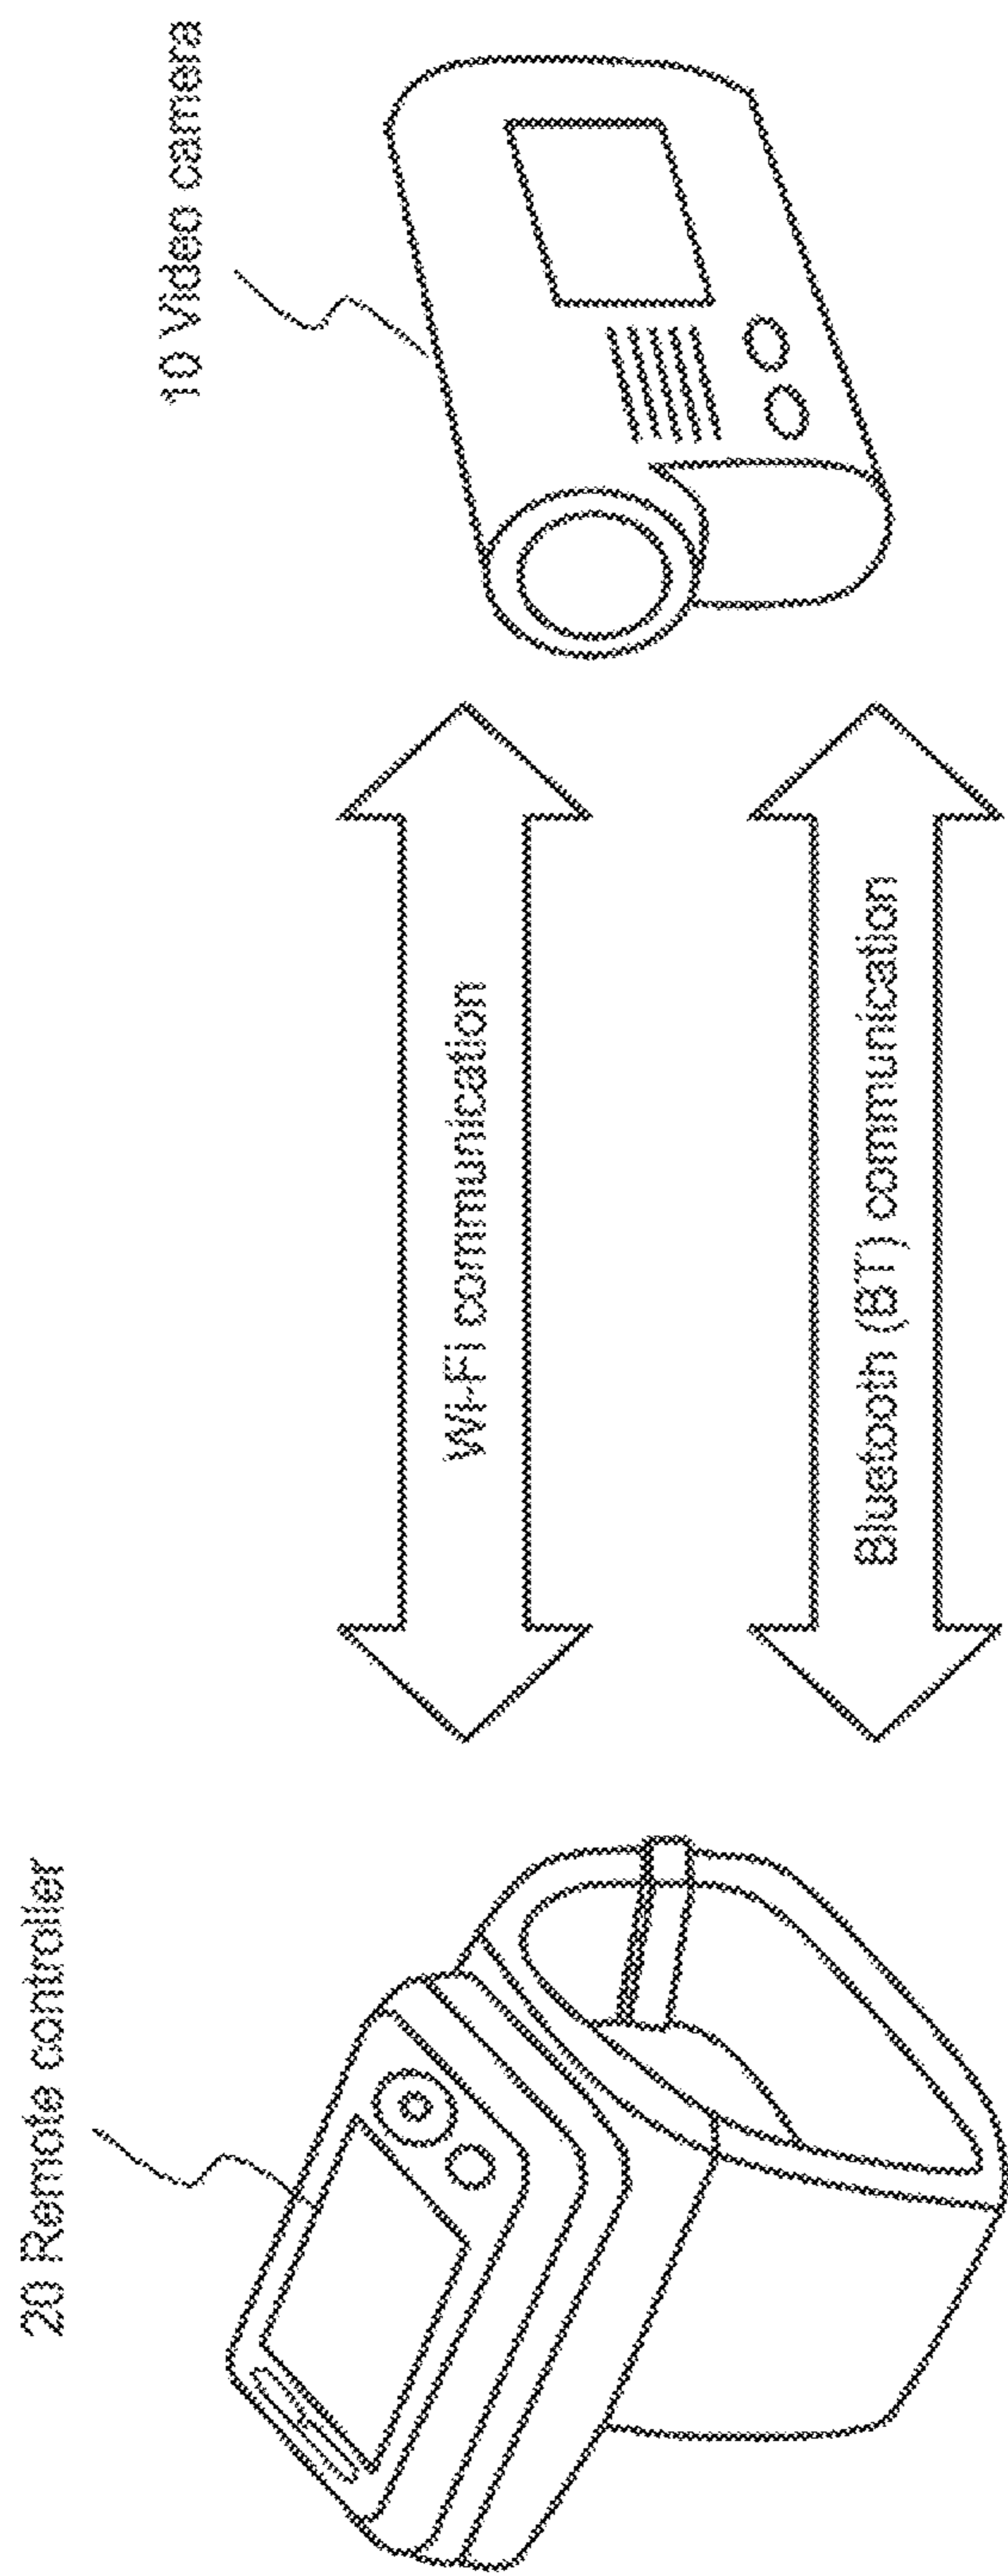 20 Remote controller
10 Video camera
Wi-Fi communication
Bluetooth (BT) communication